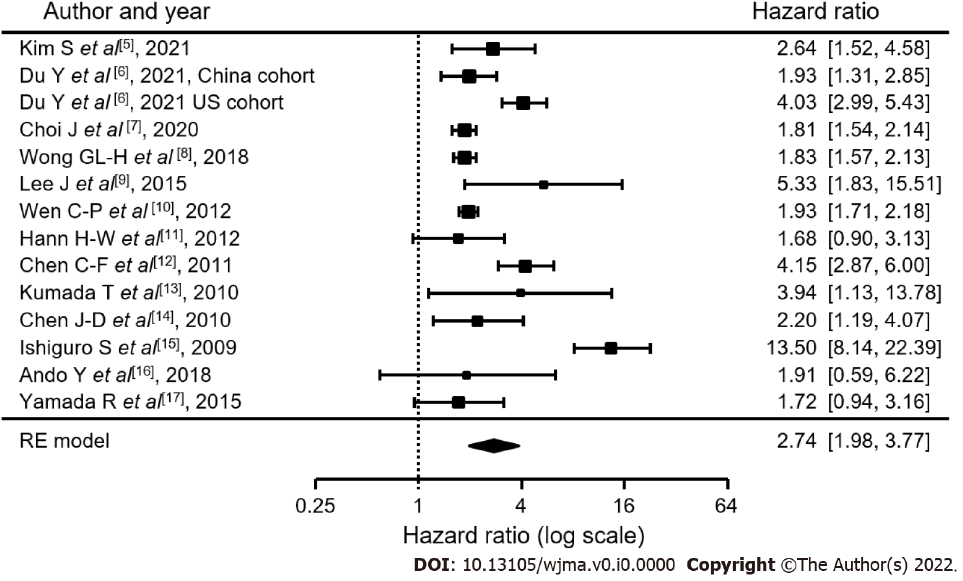 Author and year Hazard ratio
Kim S et al[5], 2021 2.64 [1.52, 4.58]
Du Y et al[6], 2021, China cohort 1.93 [1.31, 2.85]
Du Y et al[6], 2021 US cohort 4.03 [2.99, 5.43]
Choi J et al[7], 2020 1.81 [1.54, 2.14]
Wong GL-H et al[8], 2018 1.83 [1.57, 2.13]
Lee J et al[9], 2015 5.33 [1.83, 15.51]
Wen C-P et al[10], 2012 1.93 [1.71, 2.18]
Hann H-W et al[11], 2012 1.68 [0.90, 3.13]
Chen C-F et al[12], 2011 4.15 [2.87, 6.00]
Kumada T et al[13], 2010 3.94 [1.13, 13.78]
Chen J-D et al[14], 2010 2.20 [1.19, 4.07]
Ishiguro S et al[15], 2009 13.50 [8.14, 22.39]
Ando Y et al[16], 2018 1.91 [0.59, 6.22]
Yamada R et al[17], 2015 1.72 [0.94, 3.16]
RE model 2.74 [1.98, 3.77]
0.25 1 4 16 64
Hazard ratio (log scale)
DOI: 10.13105/wjma.v0.i0.0000 Copyright ©The Author(s) 2022.